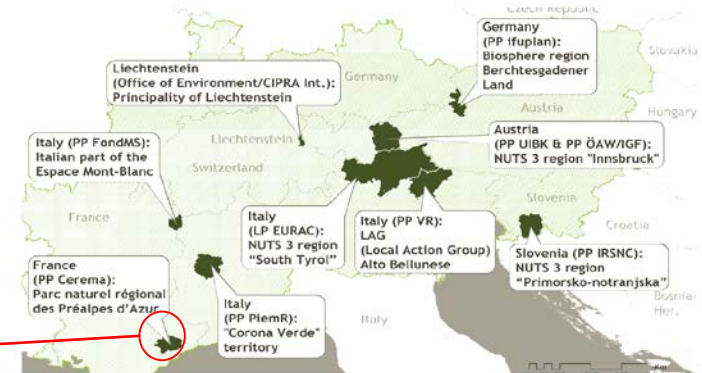 Czech Republic
Germany
(PP ifuplan):
Biosphere region
Berchtesgadener
Land
Slovakia
Liechtenstein
(Office of Environment/CIPRA Int.):
Principality of Liechtenstein
Germany
Austria
Hungary
Austria
(PP UIBK & PP ÖAW/IGF):
NUTS 3 region "Innsbruck"
Italy (PP FondMS):
Italian part of the
Espace Mont-Blanc
Liechtenstein
Switzerland
Slovenia
France
Croatia
Italy
(LP EURAC):
NUTS 3 region
“South Tyrol”
Italy (PP VR):
LAG
(Local Action Group)
Alto Bellunese
Slovenia (PP IRSNC):
NUTS 3 region
“Primorsko-notranjska”
France
(PP Cerema):
Parc naturel régional
des Préalpes d’Azur
Italy
(PP PiemR):
"Corona Verde"
territory
Italy
Bosnia-
Her.
Km